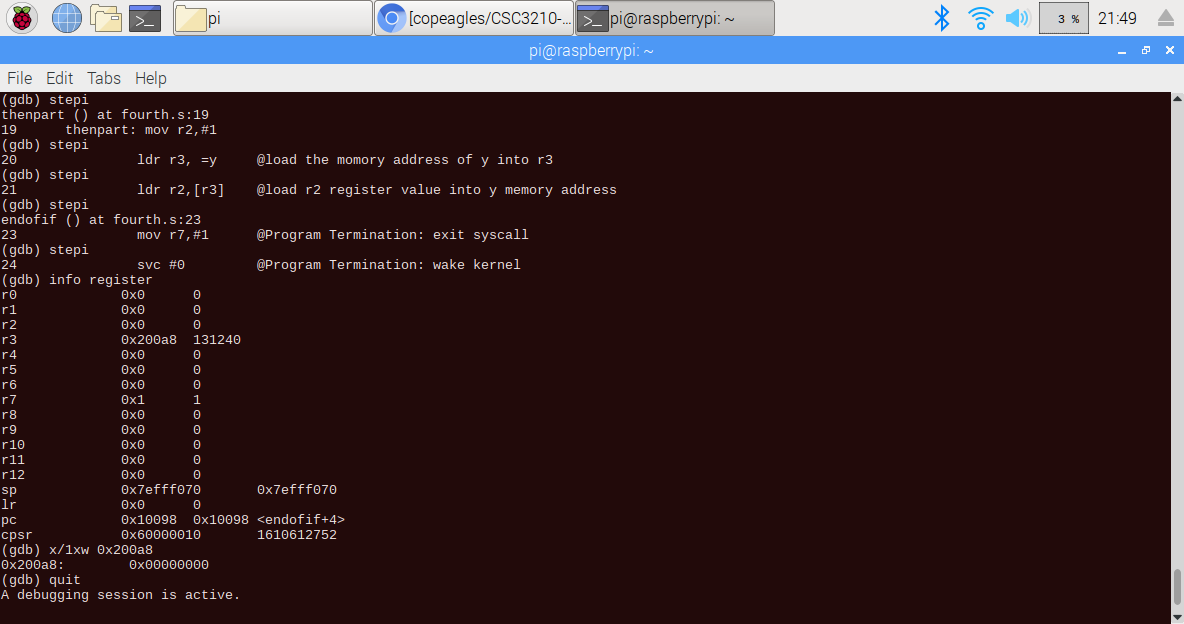 pi
[copeagles/CSC3210-...
pi@raspberrypi: ~
3 %
21:49
pi@raspberrypi: ~
File Edit Tabs Help
(gdb) stepi
thenpart () at fourth.s:19
19      thenpart: mov r2,#1
(gdb) stepi
20               ldr r3, =y     @load the momory address of y into r3
(gdb) stepi
21               ldr r2,[r3]    @load r2 register value into y memory address
(gdb) stepi
endofif () at fourth.s:23
23               mov r7,#1      @Program Termination: exit syscall
(gdb) stepi
24               svc #0         @Program Termination: wake kernel
(gdb) info register
r0             0x0      0
r1             0x0      0
r2             0x0      0
r3             0x200a8  131240
r4             0x0      0
r5             0x0      0
r6             0x0      0
r7             0x1      1
r8             0x0      0
r9             0x0      0
r10            0x0      0
r11            0x0      0
r12            0x0      0
sp             0x7efff070       0x7efff070
lr             0x0      0
pc             0x10098  0x10098 <endofif+4>
cpsr           0x60000010       1610612752
(gdb) x/1xw 0x200a8
0x200a8:        0x00000000
(gdb) quit
A debugging session is active.